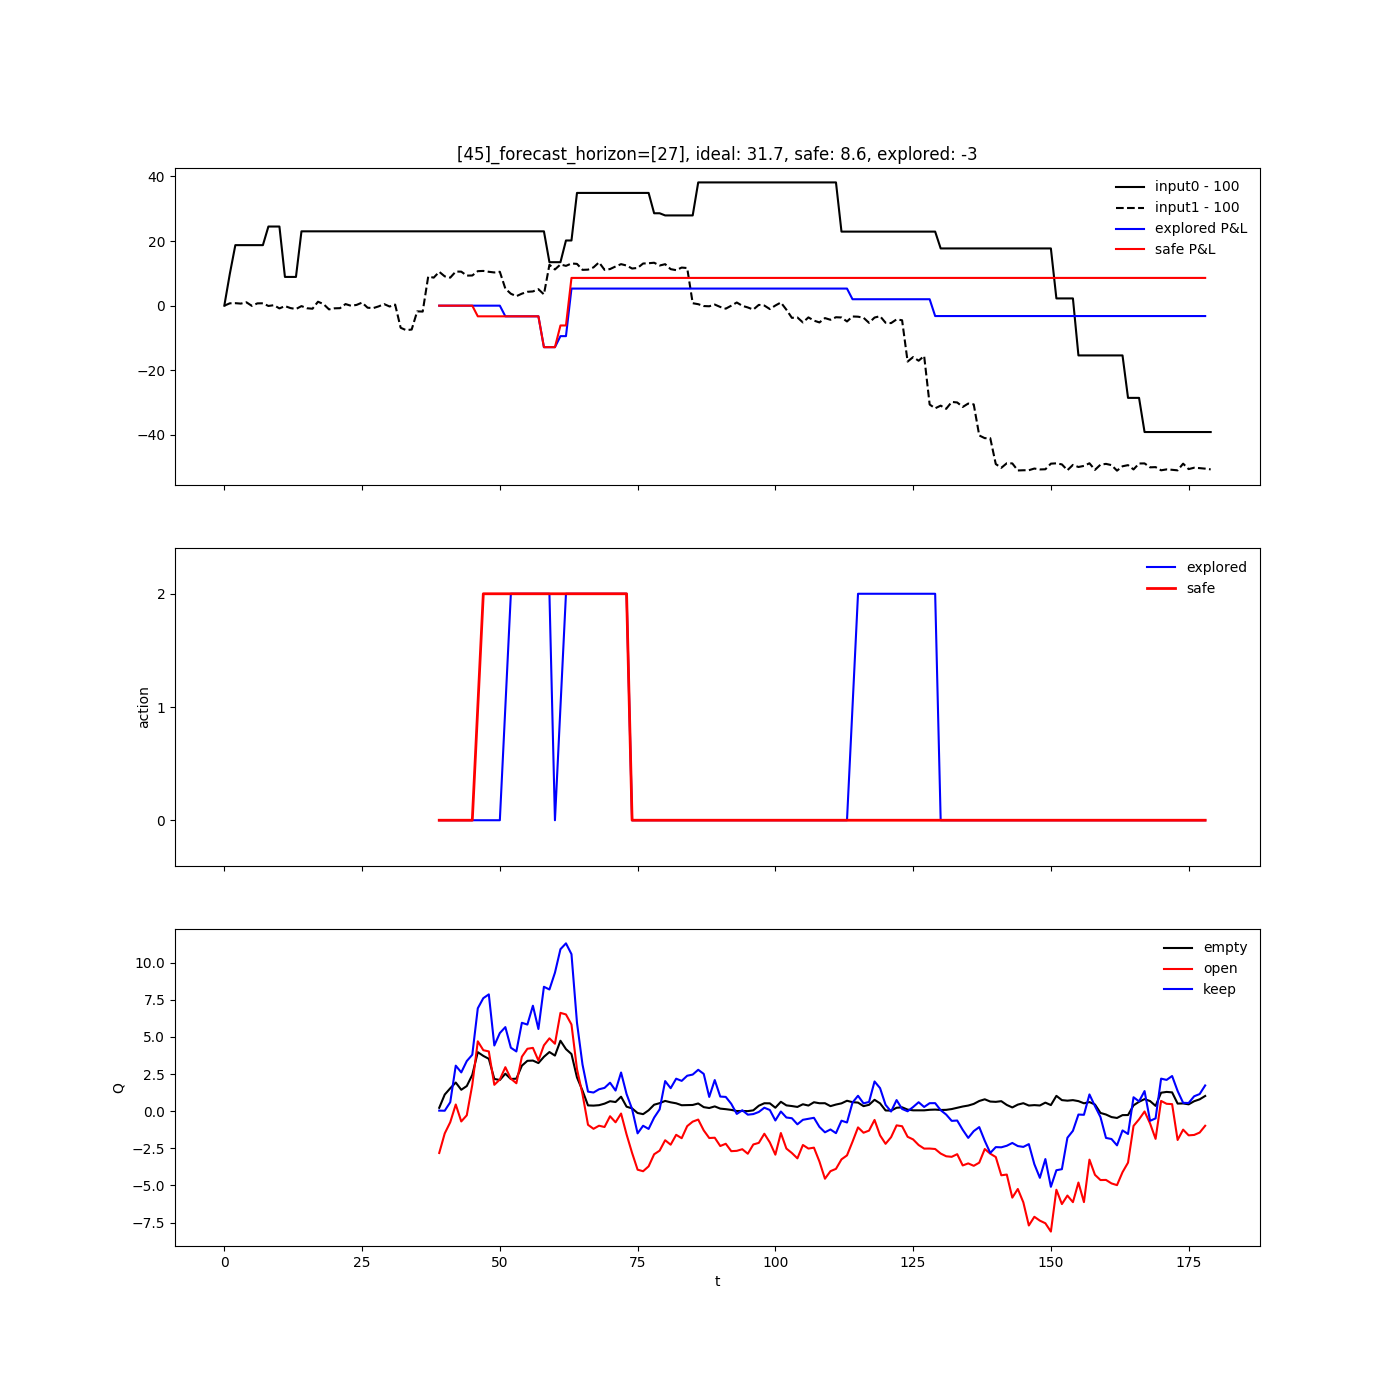 [45]_forecast_horizon=[27], ideal: 31.7, safe: 8.6, explored: -3
40
20
0
−20
−40
input0 - 100
input1 - 100
explored P&L
safe P&L
2
1
0
action
explored
safe
10.0
7.5
5.0
2.5
0.0
−2.5
−5.0
−7.5
Q
empty
open
keep
0 25 50 75 100 125 150 175
t